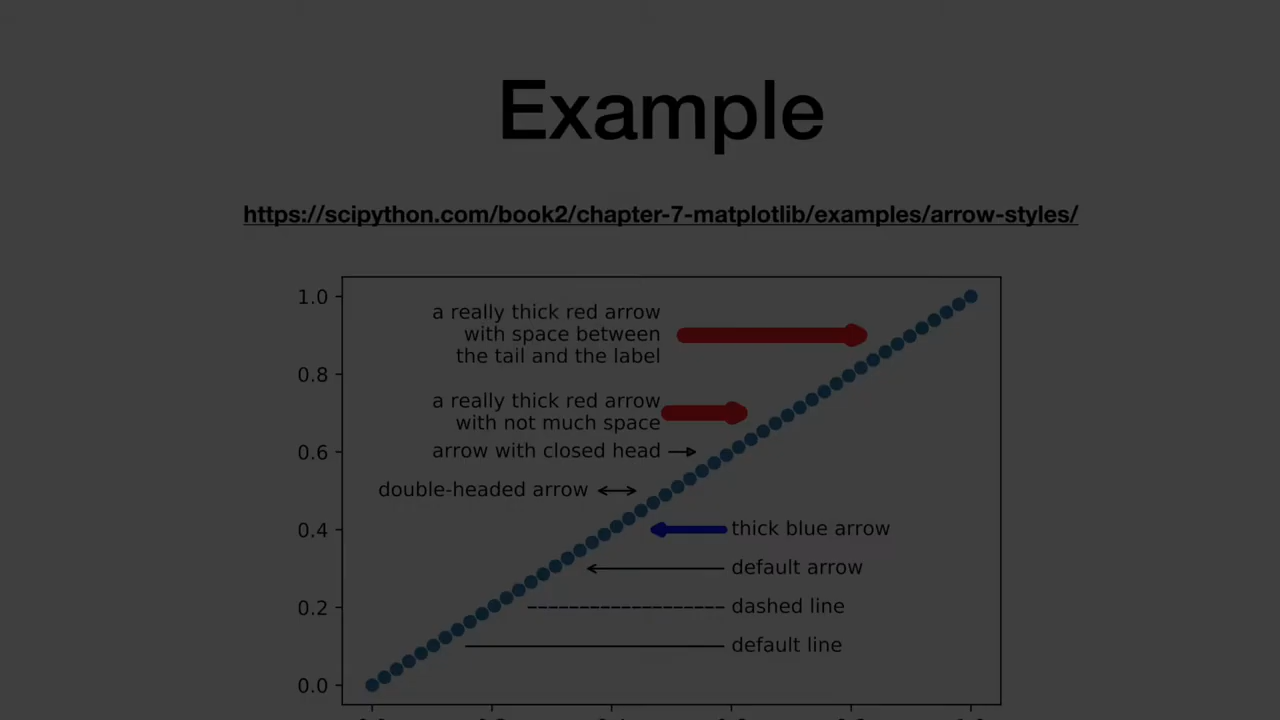 Example
https://scipython.com/book2/chapter-7-matplotlib/examples/arrow-styles/
1.0
a really thick red arrow
with space between
the tail and the label
0.8
a really thick red arrow
with not much space
0.6
arrow with closed head
double-headed arrow
0.4
thick blue arrow
default arrow
0.2
dashed line
default line
0.0